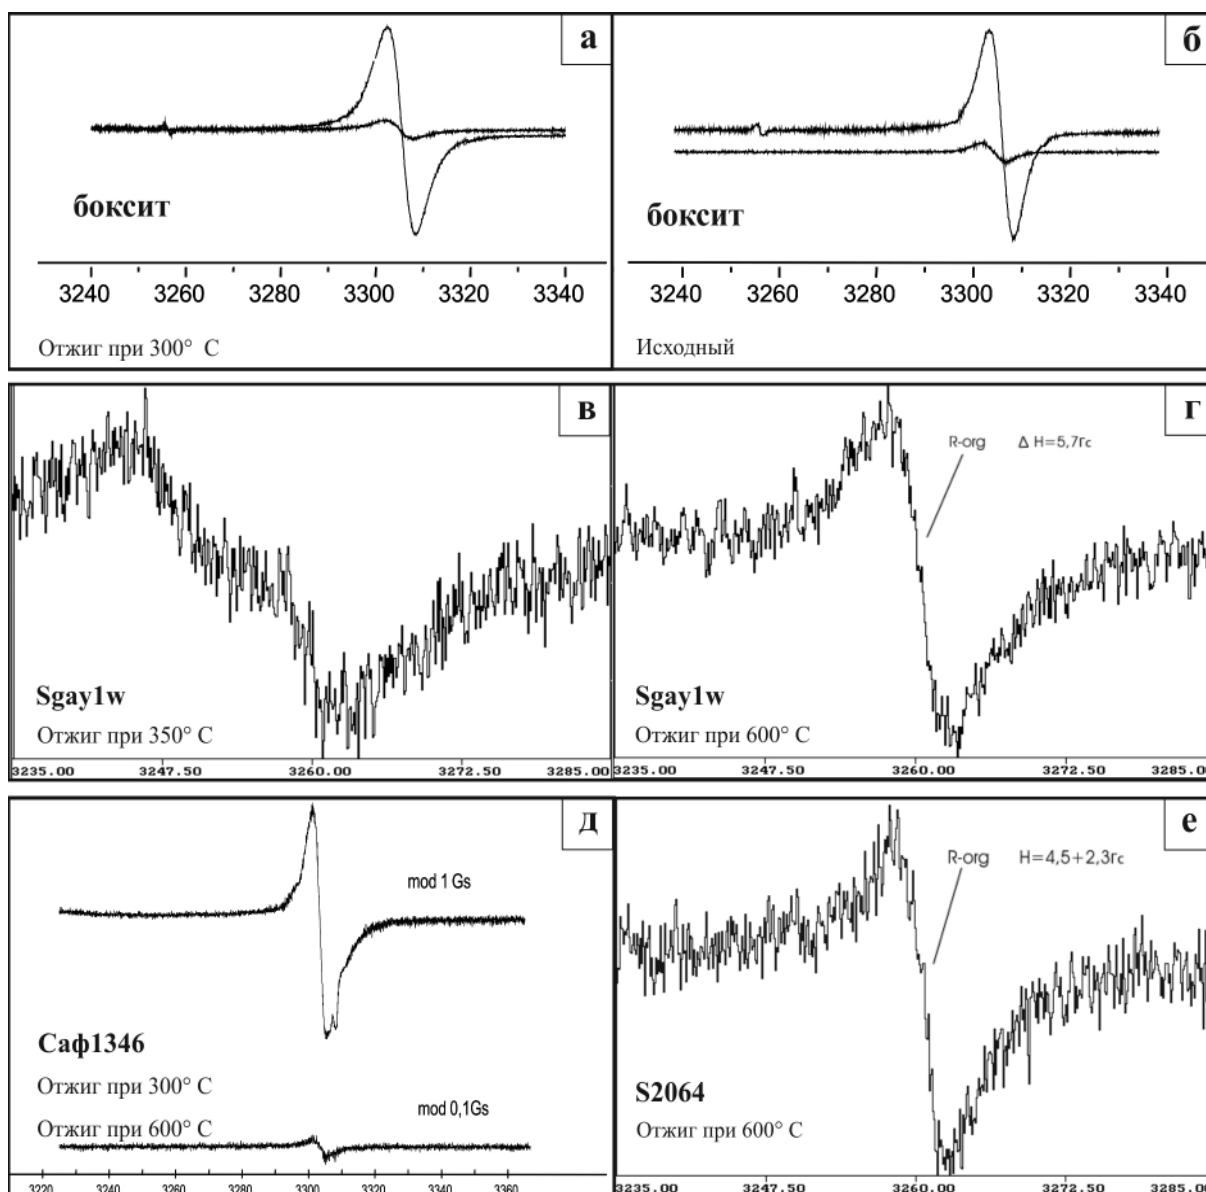 а
боксит
3240 3260 3280 3300 3320 3340
Отжиг при 300° С
б
боксит
3240 3260 3280 3300 3320 3340
Исходный
в
Sgay1w
Отжиг при 350° С
3235.00 3247.50 3260.00 3272.50 3285.00
г
R-org Δ H=5,7гс
Sgay1w
Отжиг при 600° С
3235.00 3247.50 3260.00 3272.50 3285.00
д
mod 1 Gs
Саф1346
Отжиг при 300° С
mod 0,1Gs
Отжиг при 600° С
3220 3240 3260 3280 3300 3320 3340 3360
е
R-org H=4,5+2,3гс
S2064
Отжиг при 600° С
3235.00 3247.50 3260.00 3272.50 3285.00